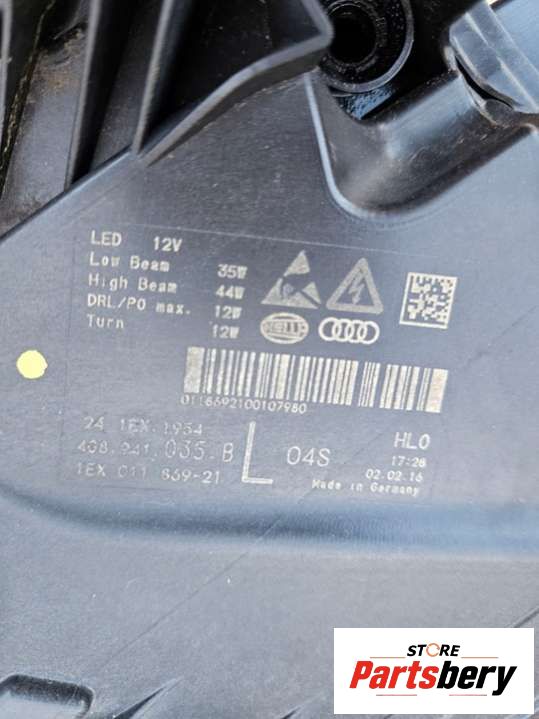 LED 12V
Low Beam 35W
High Beam 44W
DRL/PO max. 12W
Turn 12W
HELLA
0118692100107980
24 1EX.1954
4G8.941.035.B L 04S HL0
1EX 011 869-21
17:28
02.02.16
Made in Germany
STORE
Partsbery